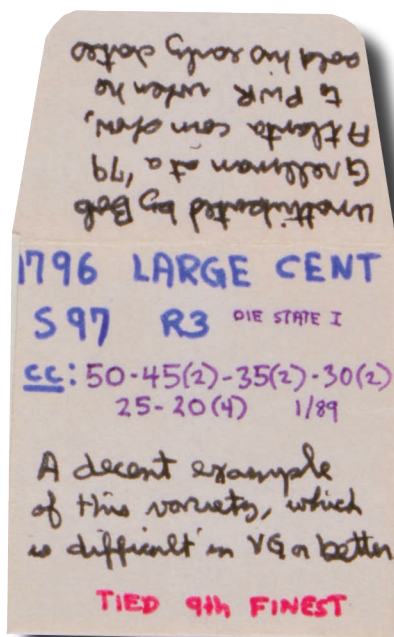 unattributed by Bob
Grellman at a '79
Atlanta coin show,
to PWR when he
sold his early dates
1796 LARGE CENT
S97 R3 DIE STATE I
CC: 50-45(2)-35(2)-30(2)
25-20(4) 1/89
A decent example
of this variety, which
is difficult in VG or better
TIED 9th FINEST